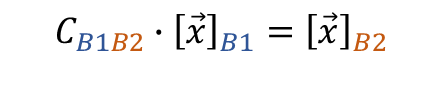 C_{B1B2} · [x⃗]_{B1} = [x⃗]_{B2}